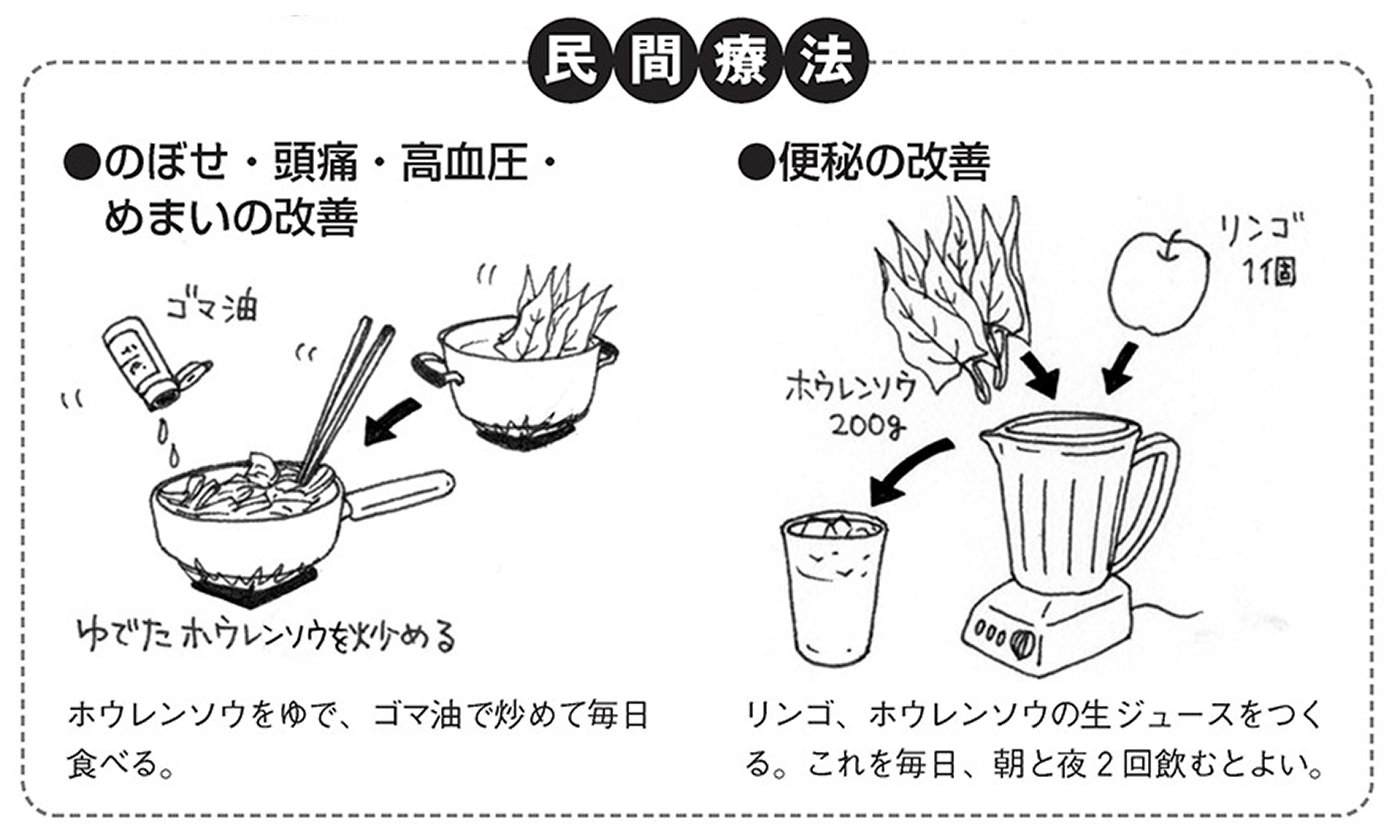 民間療法
●のぼせ・頭痛・高血圧・
めまいの改善
ゴマ油
ゆでたホウレンソウを炒める
ホウレンソウをゆで、ゴマ油で炒めて毎日
食べる。
●便秘の改善
リンゴ
1個
ホウレンソウ
200g
リンゴ、ホウレンソウの生ジュースをつく
る。これを毎日、朝と夜2回飲むとよい。